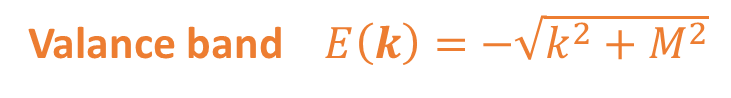 Valance band E(k) = −√k² + M²